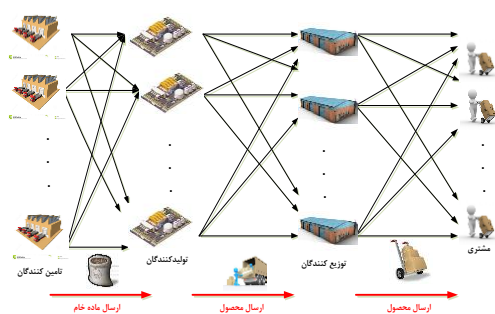 تامین کنندگان
تولیدکنندگان
توزیع کنندگان
مشتری
ارسال ماده خام
ارسال محصول
ارسال محصول